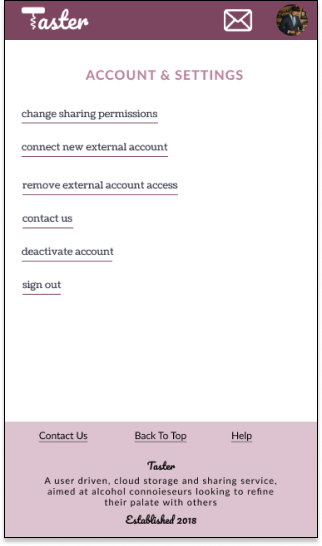 Taster
ACCOUNT & SETTINGS
change sharing permissions
connect new external account
remove external account access
contact us
deactivate account
sign out
Contact Us Back To Top Help
Taster
A user driven, cloud storage and sharing service,
aimed at alcohol connoieseurs looking to refine
their palate with others
Established 2018